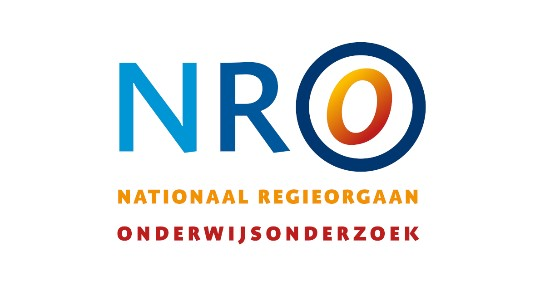 NRO
NATIONAAL REGIEORGAAN
ONDERWIJSONDERZOEK